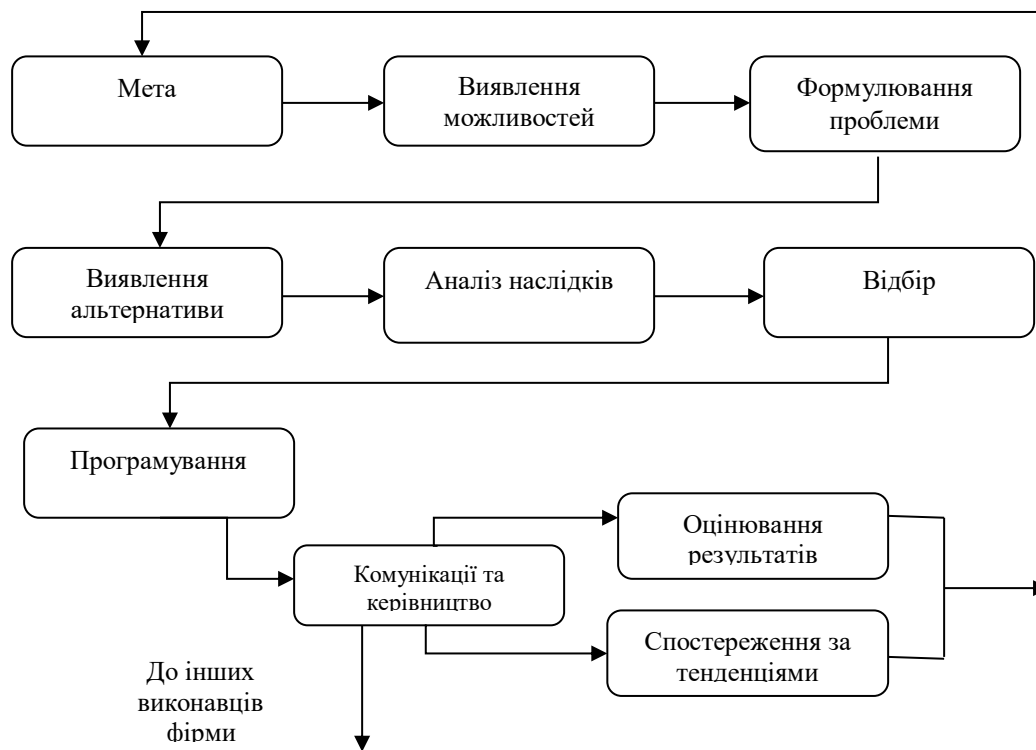 Мета
Виявлення
можливостей
Формулювання
проблеми
Виявлення
альтернативи
Аналіз наслідків
Відбір
Програмування
Оцінювання
результатів
Комунікації та
керівництво
Спостереження за
тенденціями
До інших
виконавців
фірми